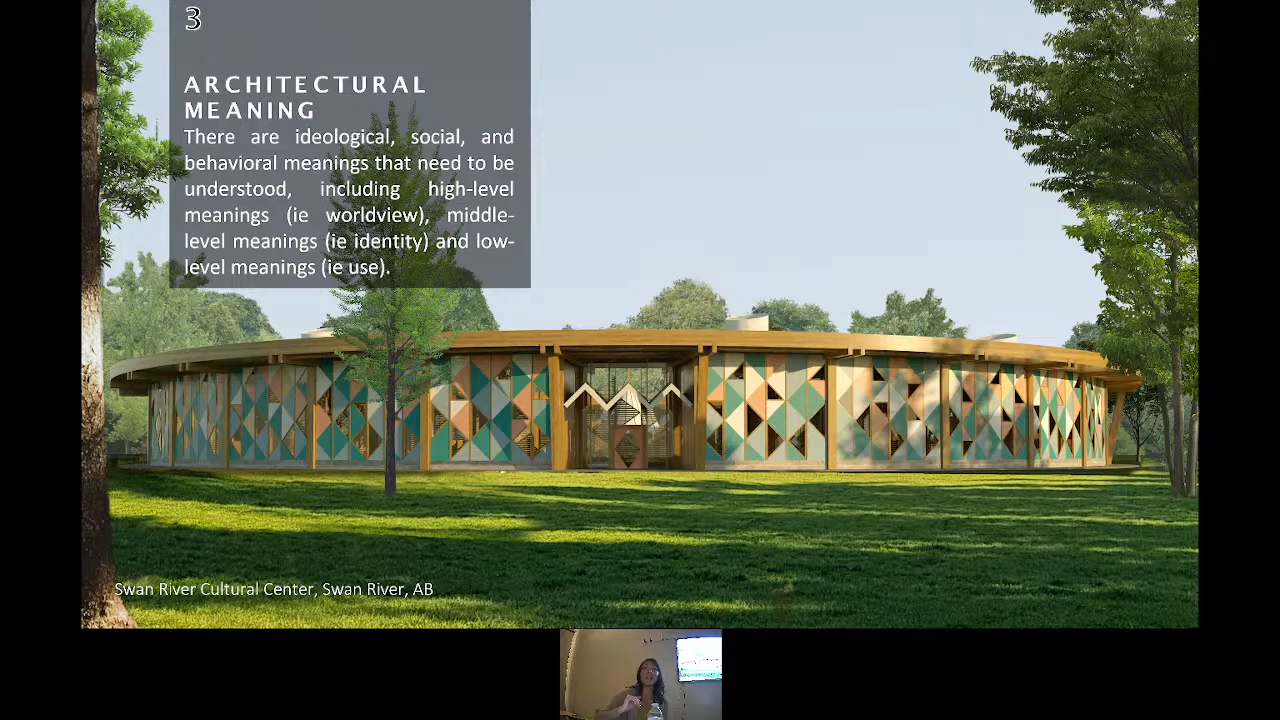 3
ARCHITECTURAL
MEANING
There are ideological, social, and
behavioral meanings that need to be
understood, including high-level
meanings (ie worldview), middle-
level meanings (ie identity) and low-
level meanings (ie use).
Swan River Cultural Center, Swan River, AB